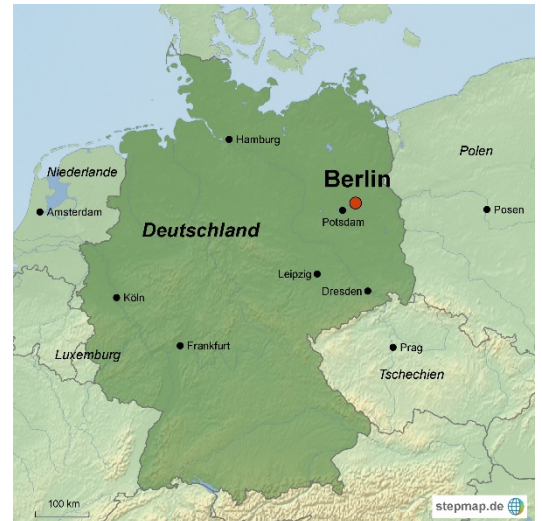 Hamburg
Niederlande
Polen
Berlin
Amsterdam
Potsdam
Posen
Deutschland
Leipzig
Dresden
Köln
Frankfurt
Prag
Luxemburg
Tschechien
100 km
stepmap.de